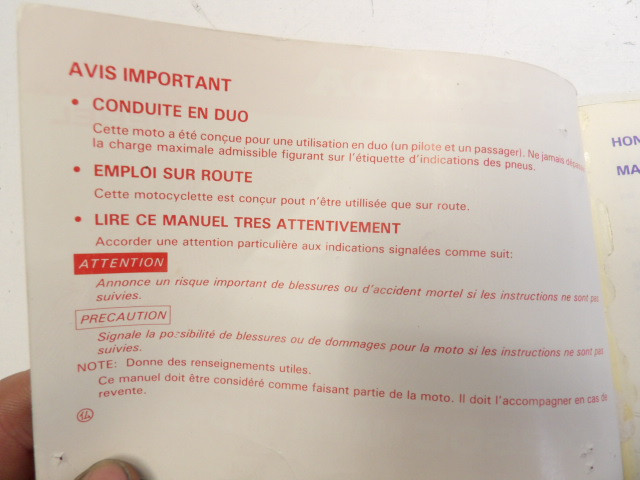 AVIS IMPORTANT
• CONDUITE EN DUO
Cette moto a été conçue pour une utilisation en duo (un pilote et un passager). Ne jamais
la charge maximale admissible figurant sur l'étiquette d'indications des pneus.
• EMPLOI SUR ROUTE
Cette motocyclette est conçur pout n'être utilisée que sur route.
• LIRE CE MANUEL TRES ATTENTIVEMENT
Accorder une attention particulière aux indications signalées comme suit:
ATTENTION
Annonce un risque important de blessures ou d'accident mortel si les instructions ne sont pas
suivies.
PRECAUTION
Signale la possibilité de blessures ou de dommages pour la moto si les instructions ne sont pas
suivies.
NOTE: Donne des renseignements utiles.
Ce manuel doit être considéré comme faisant partie de la moto. Il doit l'accompagner en cas de
revente.
HON
MA